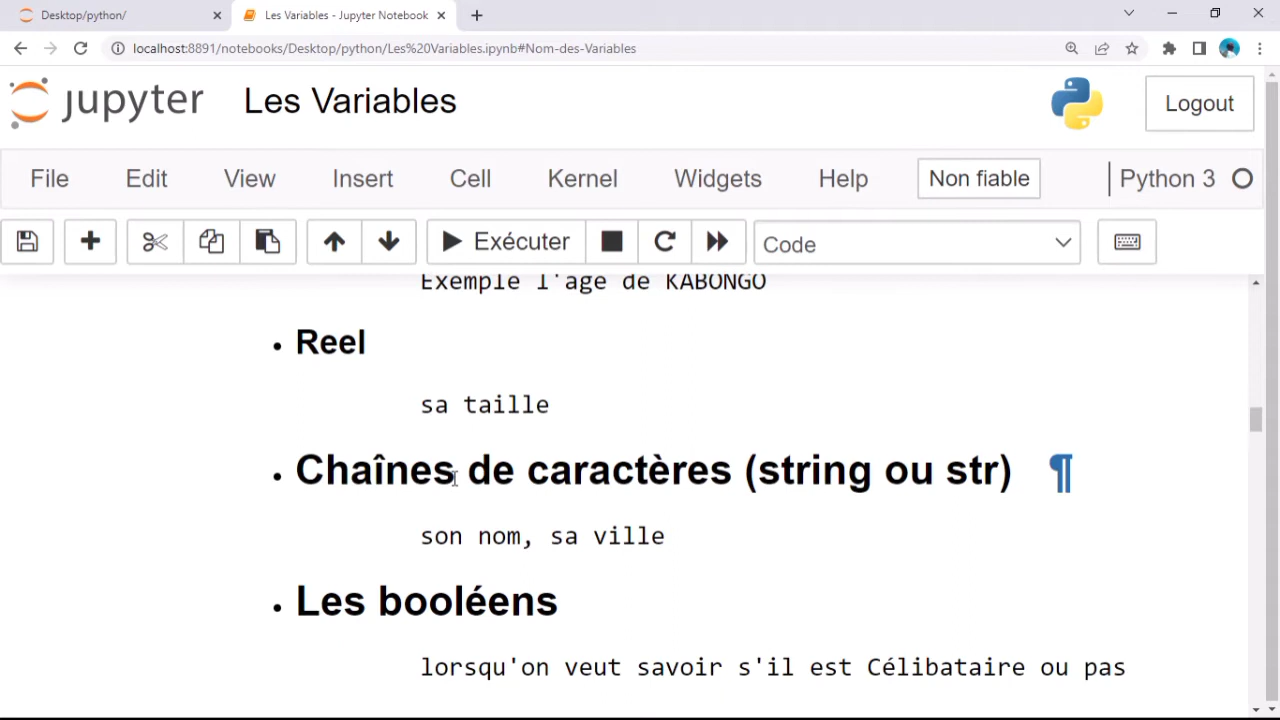 Desktop/python/
Les Variables - Jupyter Notebook
localhost:8891/notebooks/Desktop/python/Les%20Variables.ipynb#Nom-des-Variables
jupyter Les Variables
Logout
File Edit View Insert Cell Kernel Widgets Help Non fiable Python 3
Exécuter Code
Exemple l'age de KABONGO
• Reel
sa taille
• Chaînes de caractères (string ou str) ¶
son nom, sa ville
• Les booléens
lorsqu'on veut savoir s'il est Célibataire ou pas